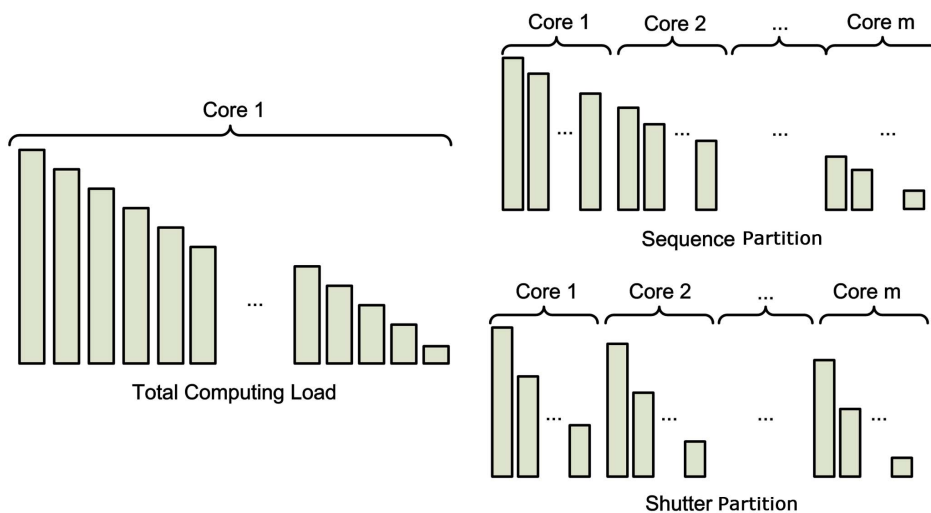 Core 1
...
Total Computing Load
Core 1 Core 2 ... Core m
... ... ... ...
Sequence Partition
Core 1 Core 2 ... Core m
... ... ... ...
Shutter Partition